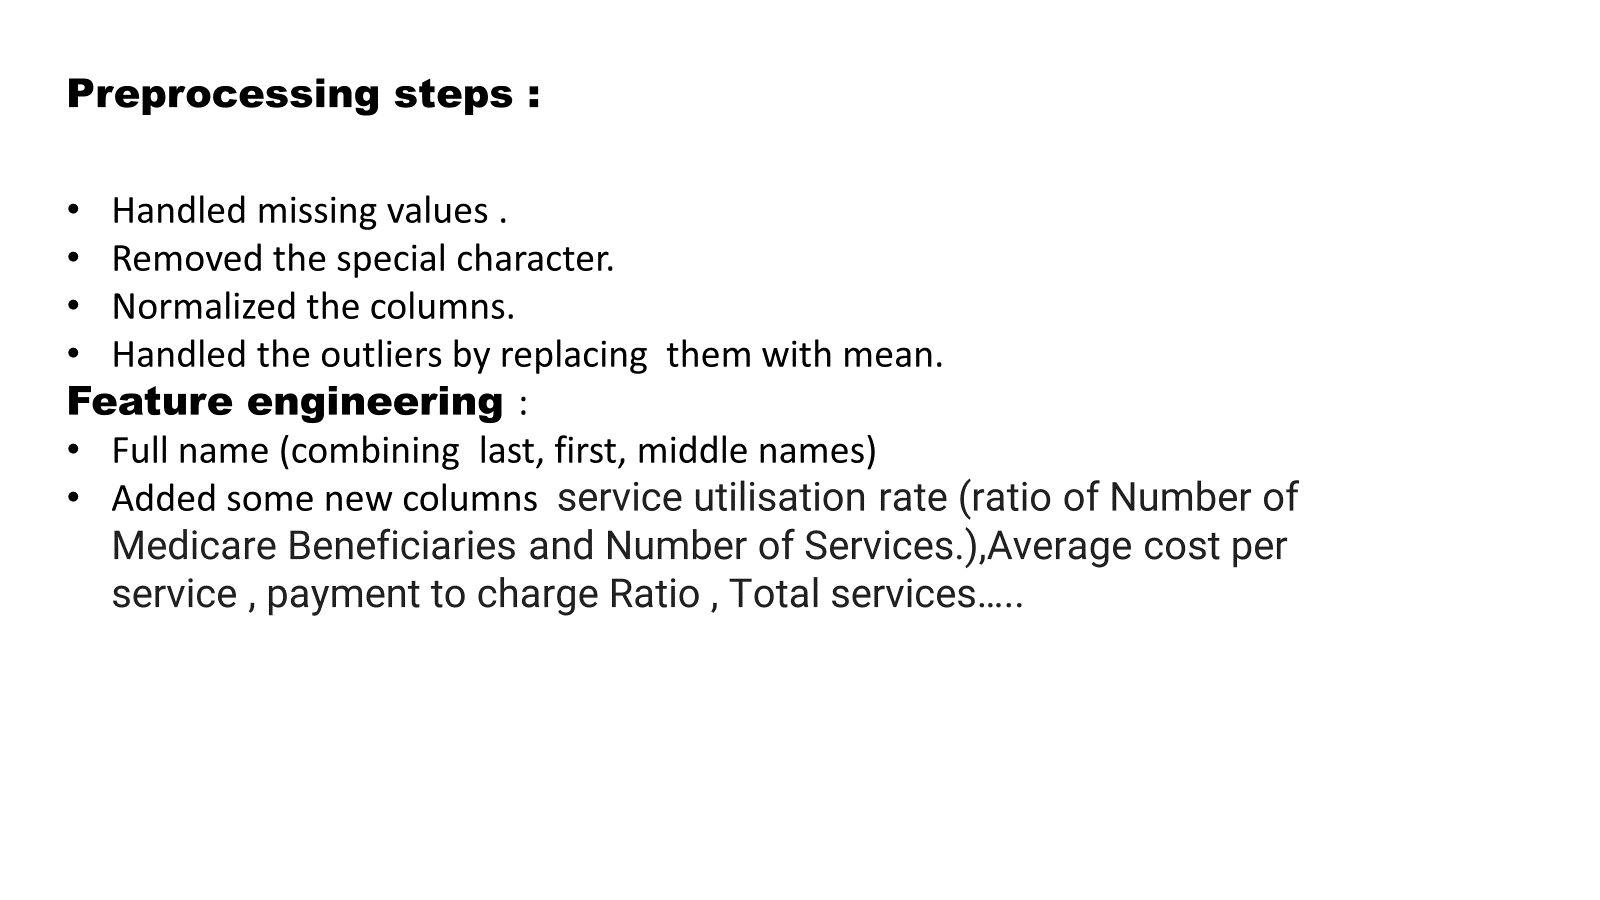 Preprocessing steps :
• Handled missing values .
• Removed the special character.
• Normalized the columns.
• Handled the outliers by replacing  them with mean.
Feature engineering :
• Full name (combining  last, first, middle names)
• Added some new columns  service utilisation rate (ratio of Number of
Medicare Beneficiaries and Number of Services.),Average cost per
service , payment to charge Ratio , Total services.....